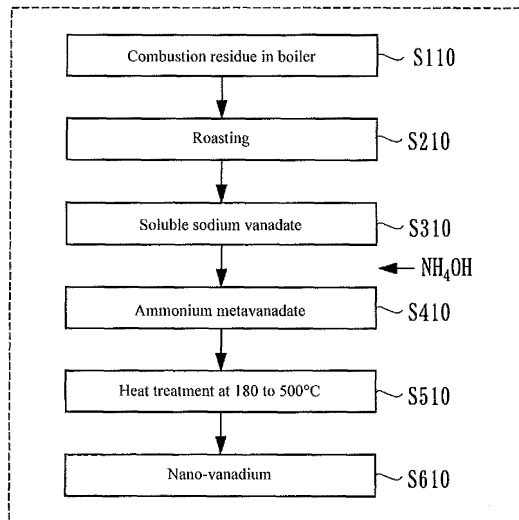 Combustion residue in boiler S110
Roasting S210
Soluble sodium vanadate S310
NH₄OH
Ammonium metavanadate S410
Heat treatment at 180 to 500°C S510
Nano-vanadium S610